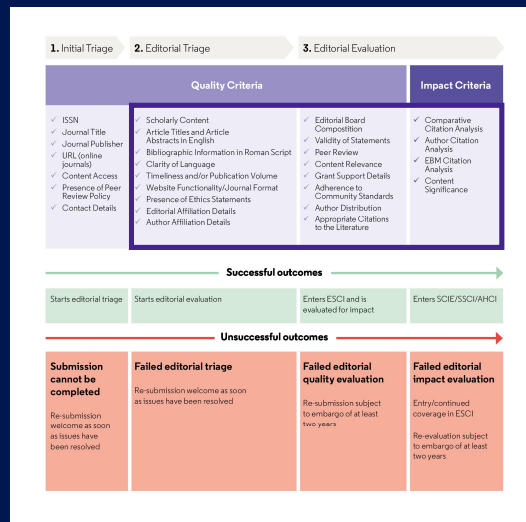 1. Initial Triage
2. Editorial Triage
3. Editorial Evaluation
Quality Criteria
Impact Criteria
✓ ISSN
✓ Journal Title
✓ Journal Publisher
✓ URL (online
journals)
✓ Content Access
✓ Presence of Peer
Review Policy
✓ Contact Details
✓ Scholarly Content
✓ Article Titles and Article
Abstracts in English
✓ Bibliographic Information in Roman Script
✓ Clarity of Language
✓ Timeliness and/or Publication Volume
✓ Website Functionality/Journal Format
✓ Presence of Ethics Statements
✓ Editorial Affiliation Details
✓ Author Affiliation Details
✓ Editorial Board
Compostition
✓ Validity of Statements
✓ Peer Review
✓ Content Relevance
✓ Grant Support Details
✓ Adherence to
Community Standards
✓ Author Distribution
✓ Appropriate Citations
to the Literature
✓ Comparative
Citation Analysis
✓ Author Citation
Analysis
✓ EBM Citation
Analysis
✓ Content
Significance
Successful outcomes
Starts editorial triage
Starts editorial evaluation
Enters ESCI and is
evaluated for impact
Enters SCIE/SSCI/AHCI
Unsuccessful outcomes
Submission
cannot be
completed
Re-submission
welcome as soon
as issues have
been resolved
Failed editorial triage
Re-submission welcome as soon
as issues have been resolved
Failed editorial
quality evaluation
Re-submission subject
to embargo of at least
two years
Failed editorial
impact evaluation
Entry/continued
coverage in ESCI
Re-evaluation subject
to embargo of at least
two years